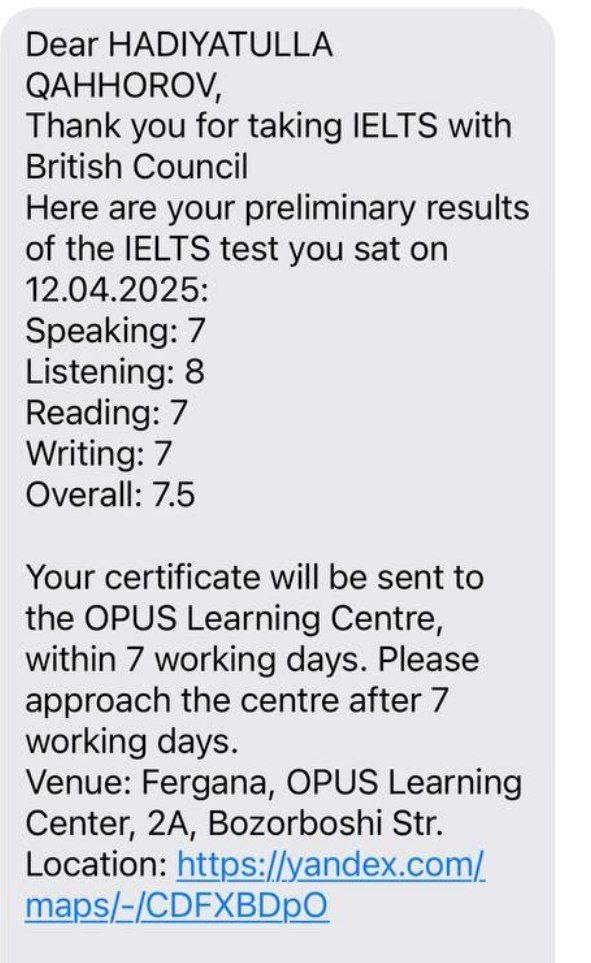 Dear HADIYATULLA
QAHHOROV,
Thank you for taking IELTS with
British Council
Here are your preliminary results
of the IELTS test you sat on
12.04.2025:
Speaking: 7
Listening: 8
Reading: 7
Writing: 7
Overall: 7.5
Your certificate will be sent to
the OPUS Learning Centre,
within 7 working days. Please
approach the centre after 7
working days.
Venue: Fergana, OPUS Learning
Center, 2A, Bozorboshi Str.
Location: https://yandex.com/
maps/-/CDFXBDpO